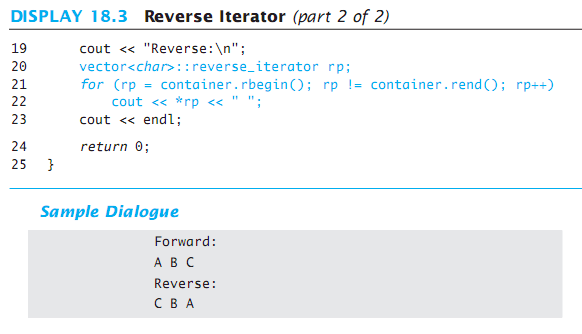 DISPLAY 18.3 Reverse Iterator (part 2 of 2)
19 cout << "Reverse:\n";
20 vector<char>::reverse_iterator rp;
21 for (rp = container.rbegin(); rp != container.rend(); rp++)
22 cout << *rp << " ";
23 cout << endl;
24 return 0;
25 }
Sample Dialogue
Forward:
A B C
Reverse:
C B A